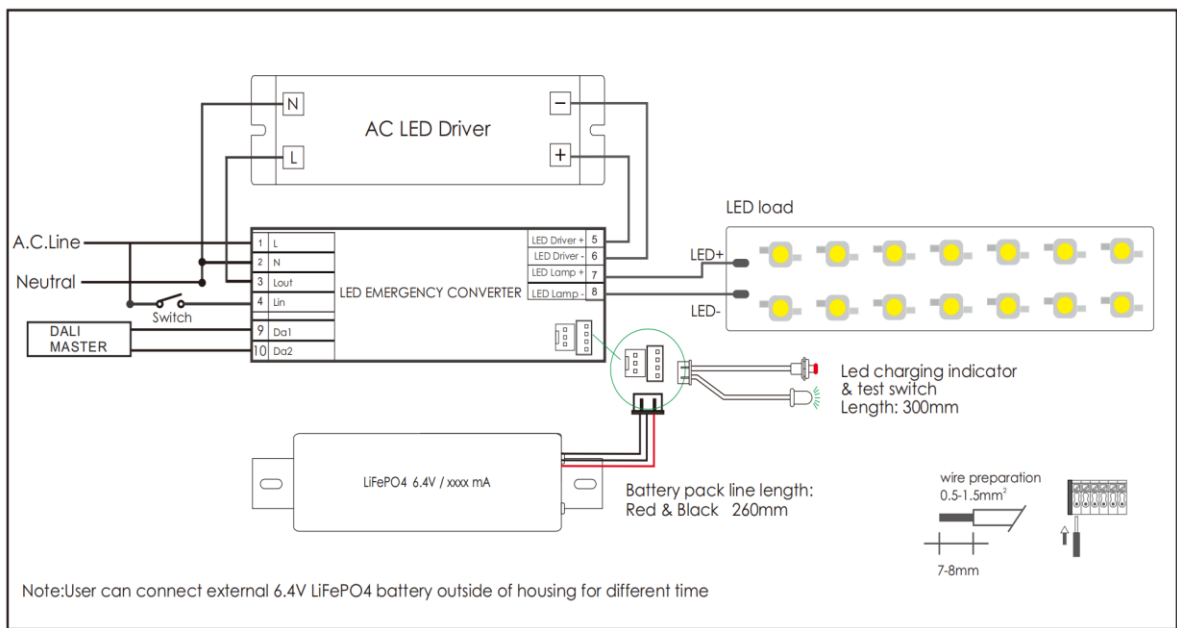 N
L
AC LED Driver
−
+
A.C.Line
Neutral
Switch
DALI
MASTER
1 L
2 N
3 Lout
4 Lin
9 Da1
10 Da2
LED EMERGENCY CONVERTER
LED Driver + 5
LED Driver - 6
LED Lamp + 7
LED Lamp - 8
LED load
LED+
LED-
Led charging indicator
& test switch
Length: 300mm
LiFePO4 6.4V / xxxx mA
Battery pack line length:
Red & Black 260mm
wire preparation
0.5-1.5mm²
7-8mm
Note:User can connect external 6.4V LiFePO4 battery outside of housing for different time